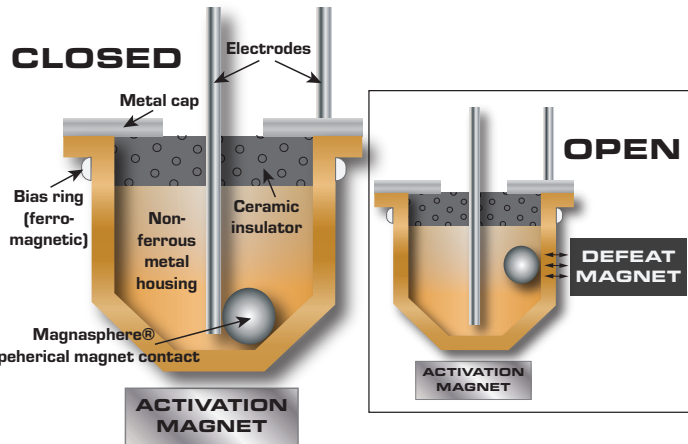 CLOSED
Electrodes
Metal cap
Bias ring
(ferro-
magnetic)
Non-
ferrous
metal
housing
Ceramic
insulator
Magnasphere®
peherical magnet contact
ACTIVATION
MAGNET
OPEN
DEFEAT
MAGNET
ACTIVATION
MAGNET